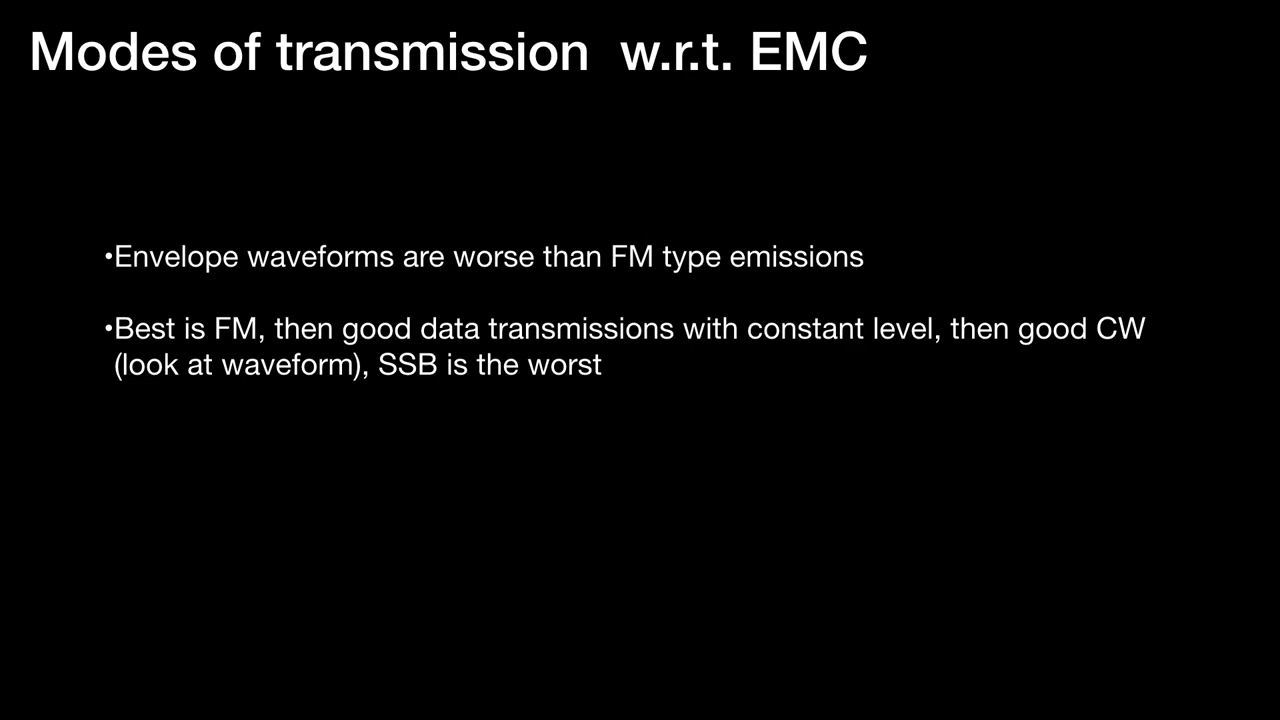 Modes of transmission  w.r.t. EMC
•Envelope waveforms are worse than FM type emissions
•Best is FM, then good data transmissions with constant level, then good CW
(look at waveform), SSB is the worst